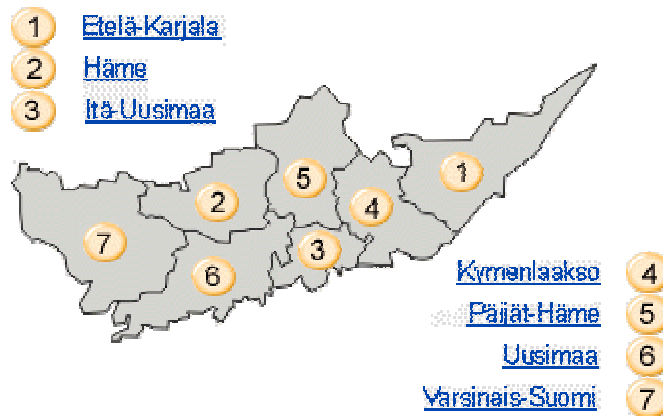 1 Etelä-Karjala
2 Häme
3 Itä-Uusimaa
5
1
2
4
7
3
6
Kymenlaakso 4
Päijät-Häme 5
Uusimaa 6
Varsinais-Suomi 7